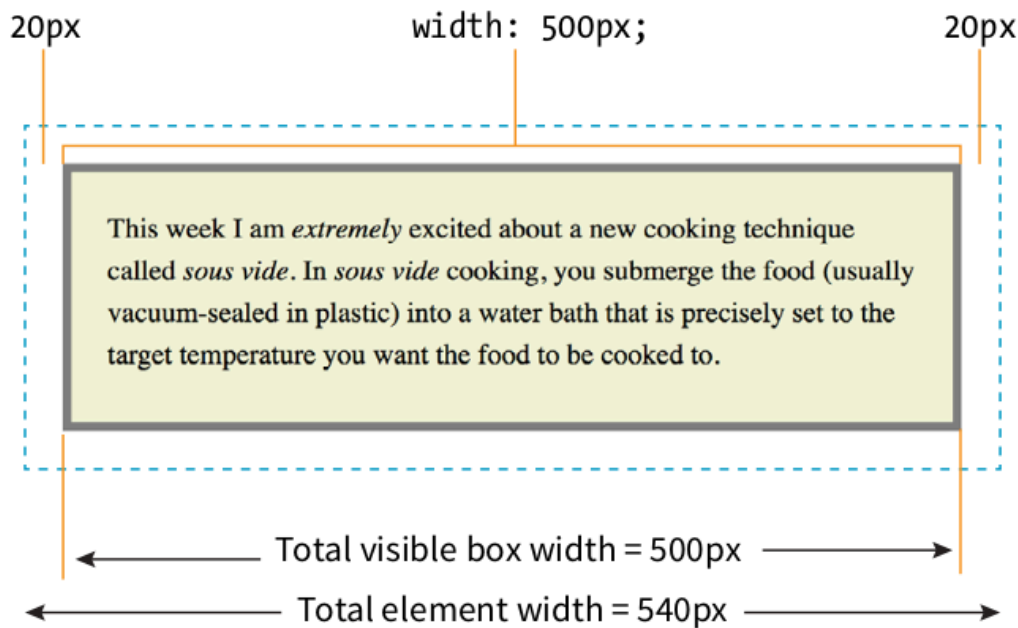 20px width: 500px; 20px
This week I am extremely excited about a new cooking technique
called sous vide. In sous vide cooking, you submerge the food (usually
vacuum-sealed in plastic) into a water bath that is precisely set to the
target temperature you want the food to be cooked to.
Total visible box width = 500px
Total element width = 540px